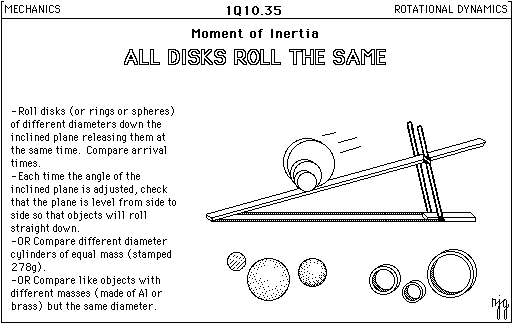 MECHANICS
1Q10.35
ROTATIONAL DYNAMICS
Moment of Inertia
ALL DISKS ROLL THE SAME
-Roll disks (or rings or spheres)
of different diameters down the
inclined plane releasing them at
the same time. Compare arrival
times.
-Each time the angle of the
inclined plane is adjusted, check
that the plane is level from side to
side so that objects will roll
straight down.
-OR Compare different diameter
cylinders of equal mass (stamped
278g).
-OR Compare like objects with
different masses (made of Al or
brass) but the same diameter.